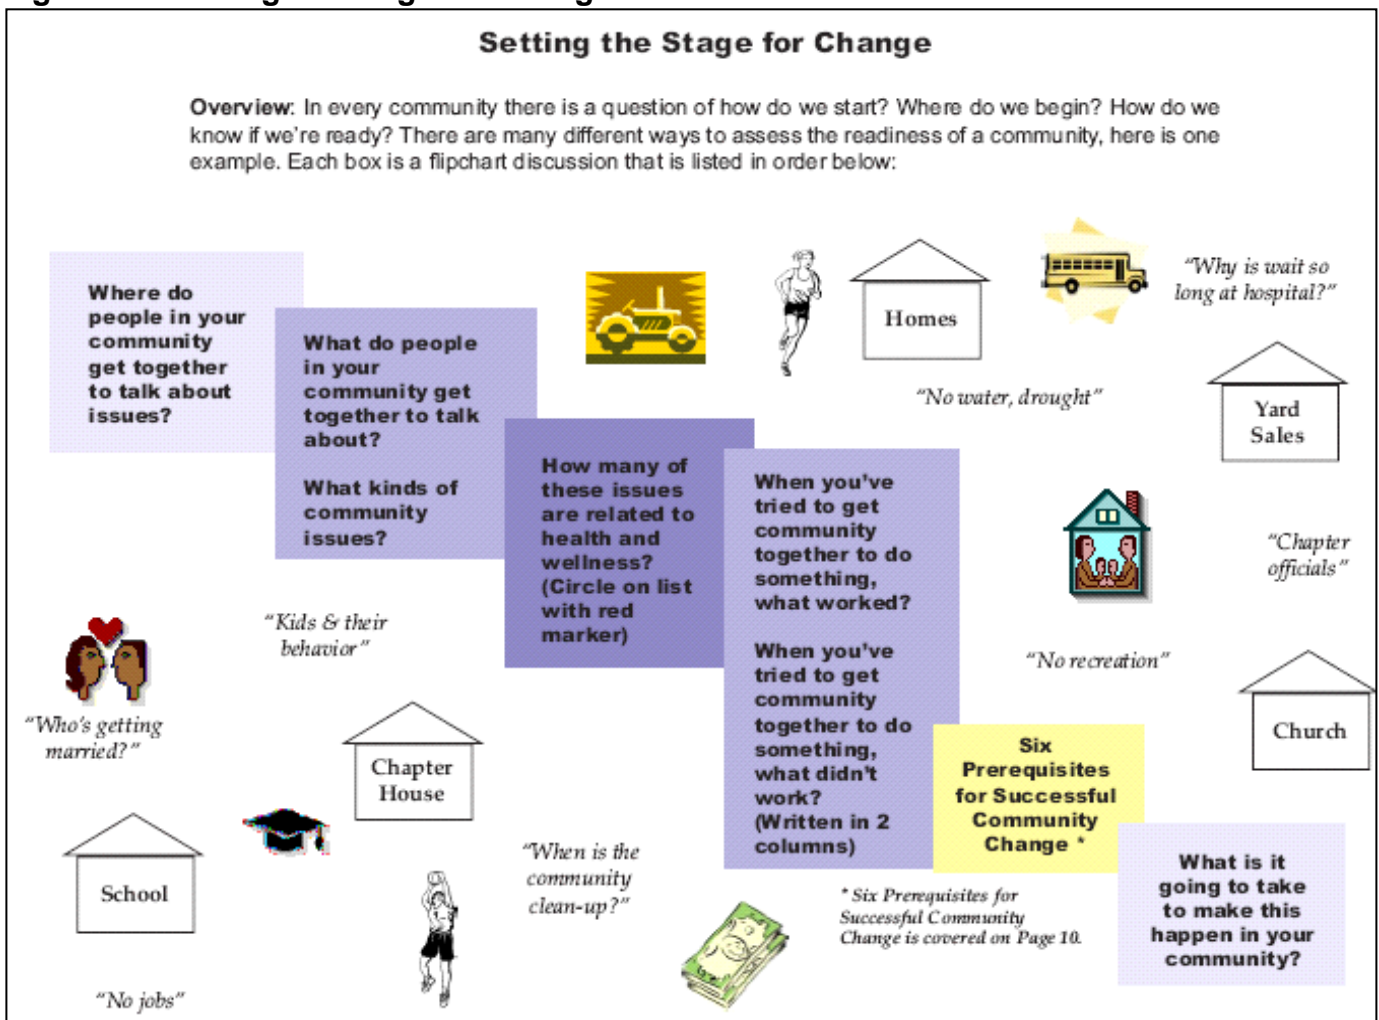 Setting the Stage for Change
Overview: In every community there is a question of how do we start? Where do we begin? How do we
know if we're ready? There are many different ways to assess the readiness of a community, here is one
example. Each box is a flipchart discussion that is listed in order below:
Where do
people in your
community
get together
to talk about
issues?
What do people
in your
community get
together to talk
about?
What kinds of
community
issues?
How many of
these issues
are related to
health and
wellness?
(Circle on list
with red
marker)
When you've
tried to get
community
together to do
something,
what worked?
When you've
tried to get
community
together to do
something,
what didn't
work?
(Written in 2
columns)
Six
Prerequisites
for Successful
Community
Change *
What is it
going to take
to make this
happen in your
community?
Homes
"Why is wait so
long at hospital?"
"No water, drought"
Yard
Sales
"Chapter
officials"
"No recreation"
Church
"Kids & their
behavior"
"Who's getting
married?"
Chapter
House
School
"When is the
community
clean-up?"
"No jobs"
* Six Prerequisites for
Successful Community
Change is covered on Page 10.